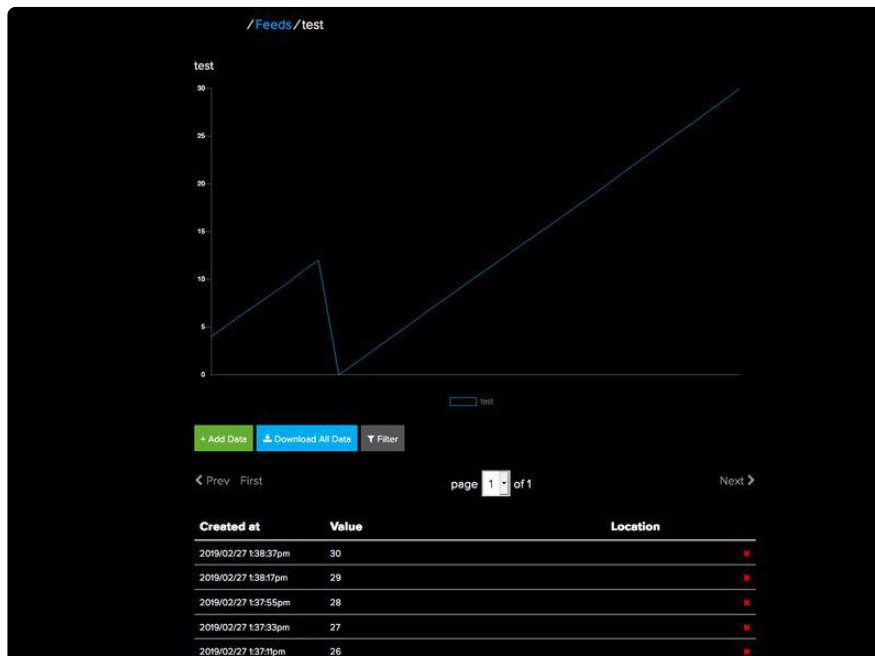 /Feeds/test
test
30
25
20
15
10
5
0
test
+ Add Data Download All Data Filter
Prev First page 1 of 1 Next
Created at Value Location
2019/02/27 1:38:37pm 30
2019/02/27 1:38:17pm 29
2019/02/27 1:37:55pm 28
2019/02/27 1:37:33pm 27
2019/02/27 1:37:11pm 26